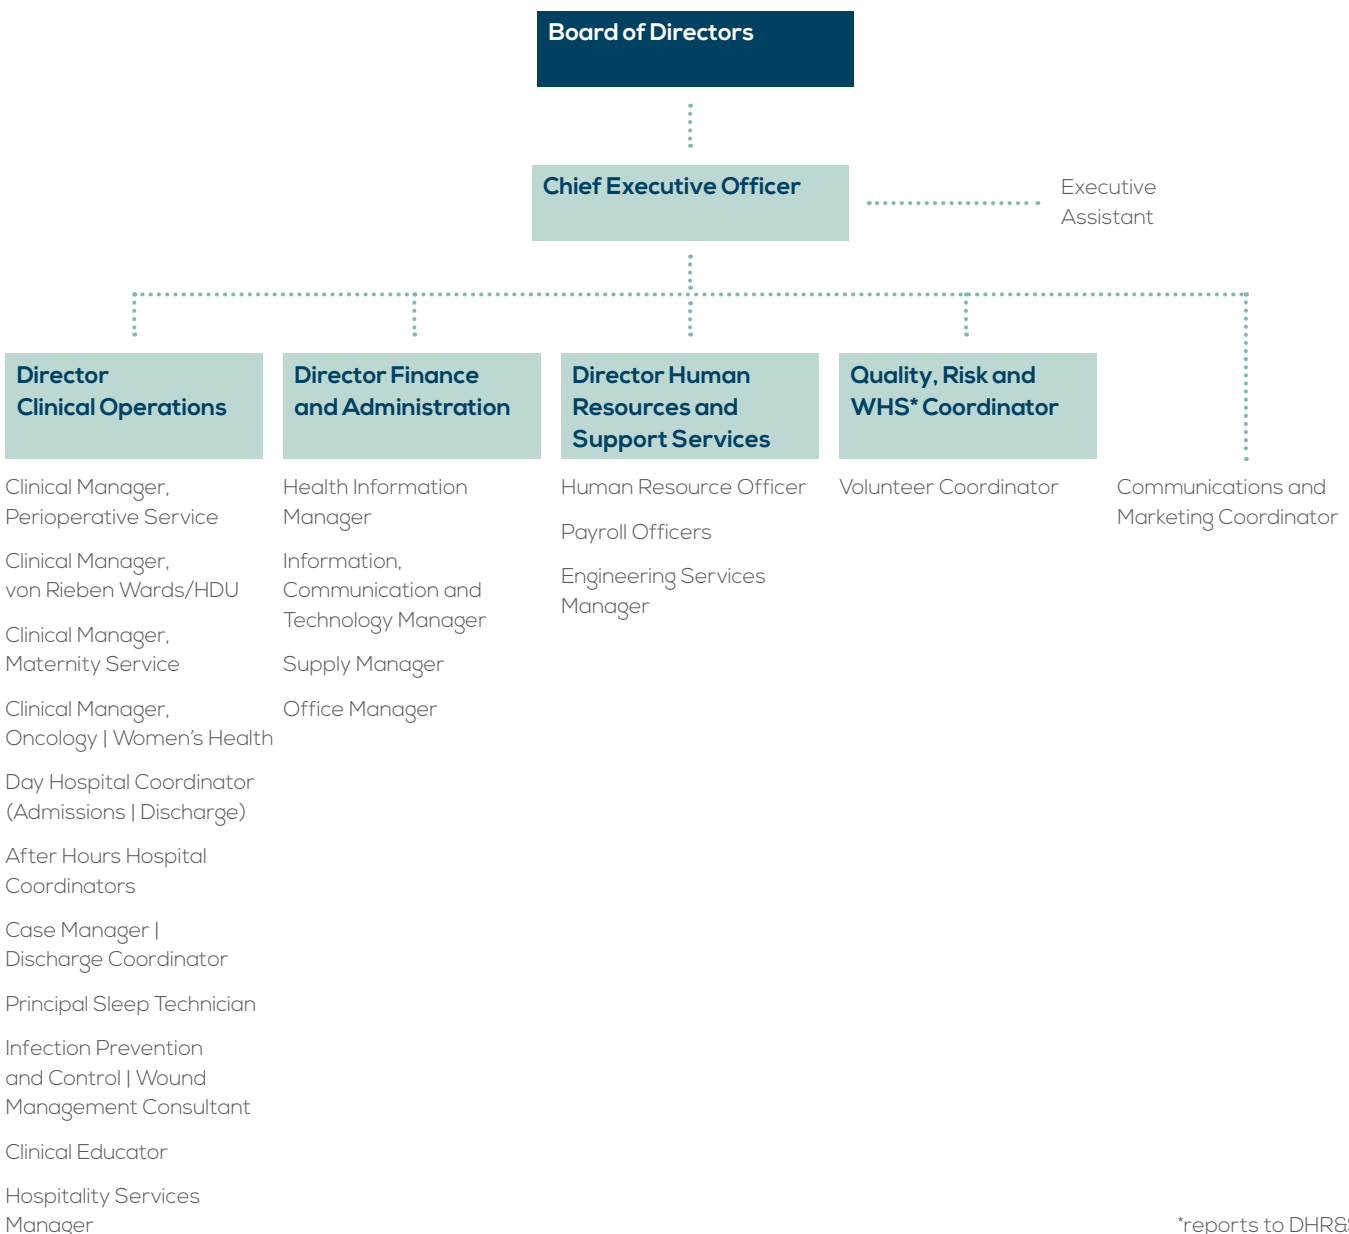 Board of Directors
Chief Executive Officer
Executive
Assistant
Director
Clinical Operations
Director Finance
and Administration
Director Human
Resources and
Support Services
Quality, Risk and
WHS* Coordinator
Clinical Manager,
Perioperative Service
Clinical Manager,
von Rieben Wards/HDU
Clinical Manager,
Maternity Service
Clinical Manager,
Oncology | Women's Health
Day Hospital Coordinator
(Admissions | Discharge)
After Hours Hospital
Coordinators
Case Manager |
Discharge Coordinator
Principal Sleep Technician
Infection Prevention
and Control | Wound
Management Consultant
Clinical Educator
Hospitality Services
Manager
Health Information
Manager
Information,
Communication and
Technology Manager
Supply Manager
Office Manager
Human Resource Officer
Payroll Officers
Engineering Services
Manager
Volunteer Coordinator
Communications and
Marketing Coordinator
*reports to DHR&